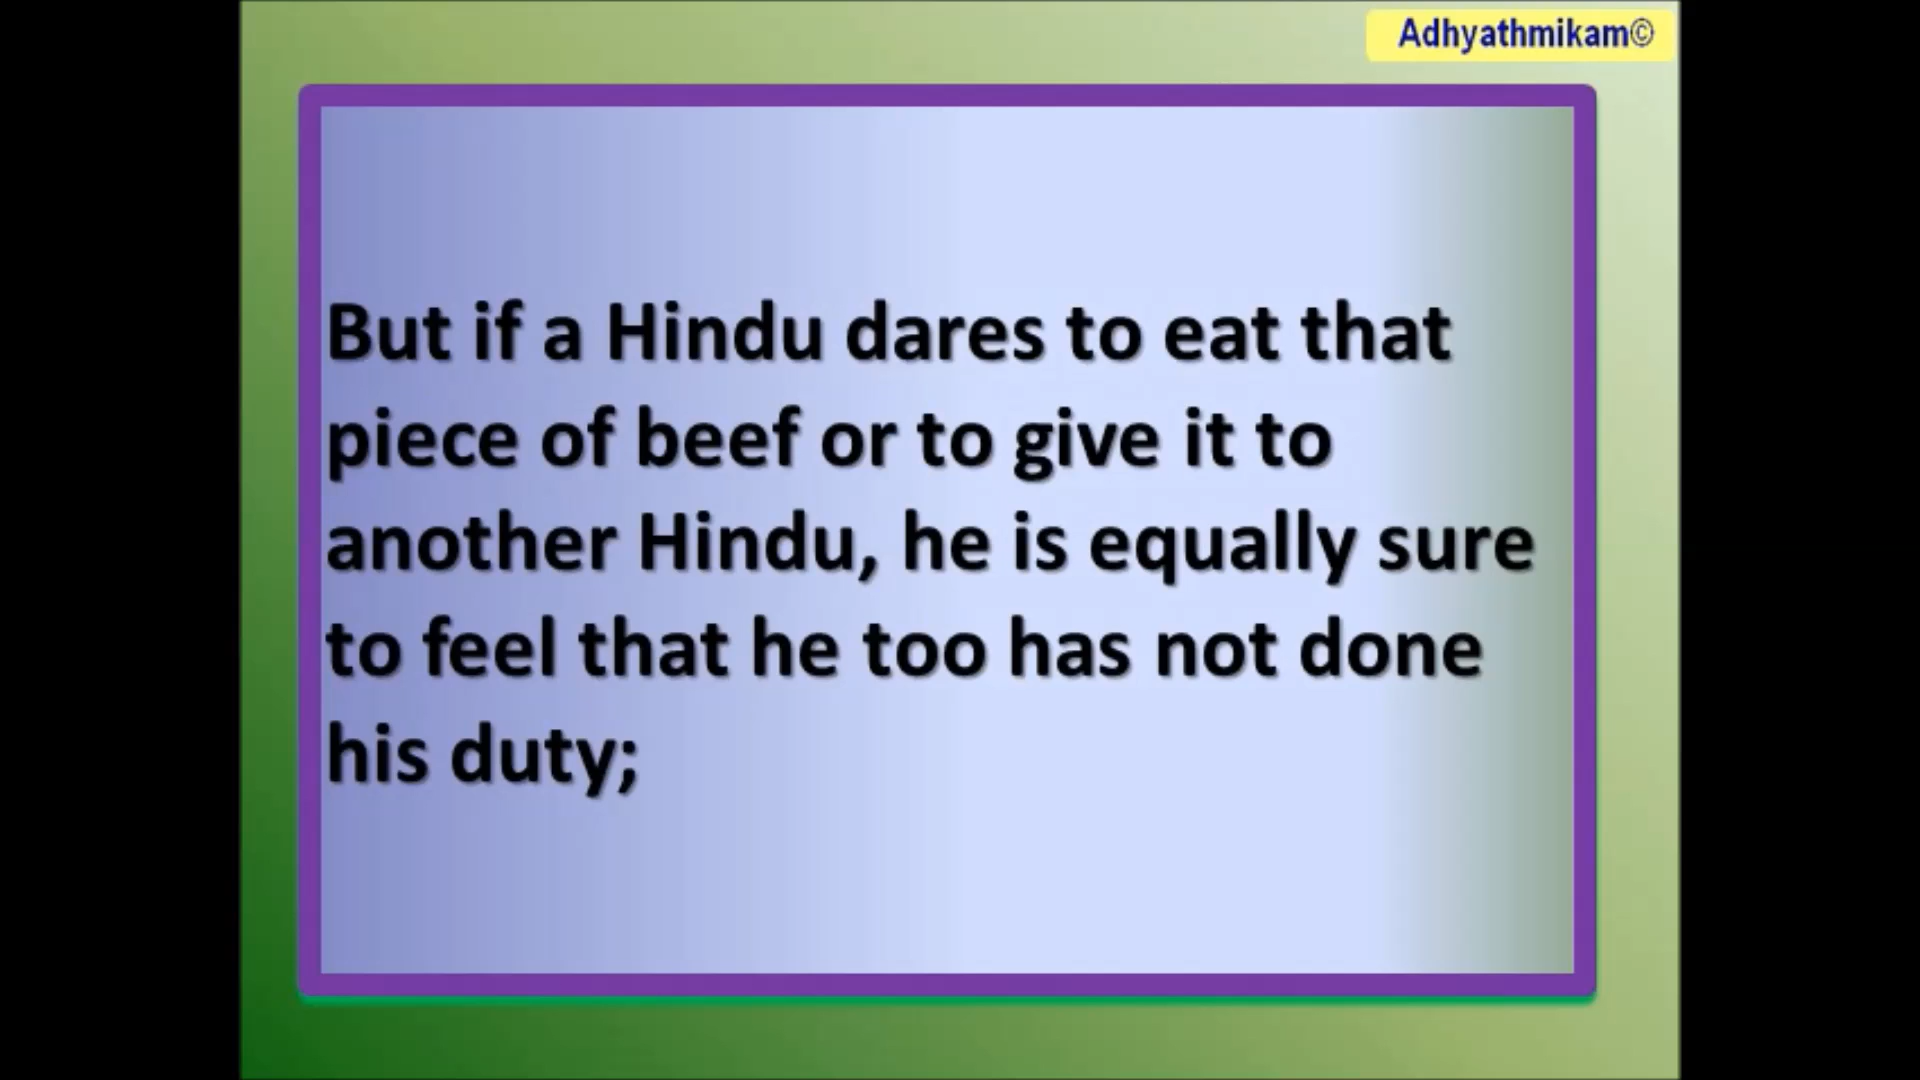 Adhyathmikam©
But if a Hindu dares to eat that
piece of beef or to give it to
another Hindu, he is equally sure
to feel that he too has not done
his duty;